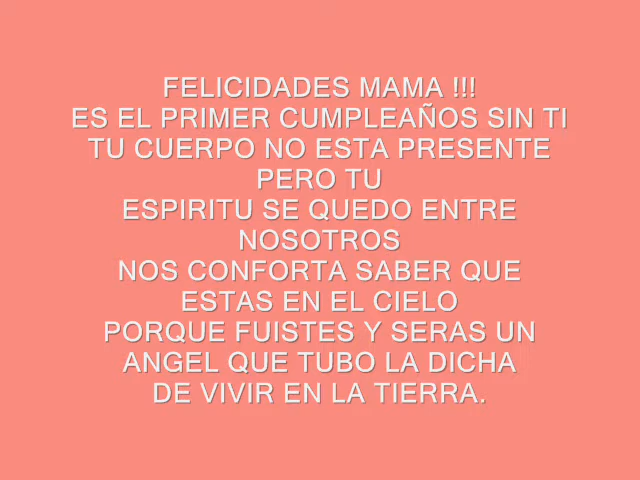 FELICIDADES MAMA !!!
ES EL PRIMER CUMPLEAÑOS SIN TI
TU CUERPO NO ESTA PRESENTE
PERO TU
ESPIRITU SE QUEDO ENTRE
NOSOTROS
NOS CONFORTA SABER QUE
ESTAS EN EL CIELO
PORQUE FUISTES Y SERAS UN
ANGEL QUE TUBO LA DICHA
DE VIVIR EN LA TIERRA.